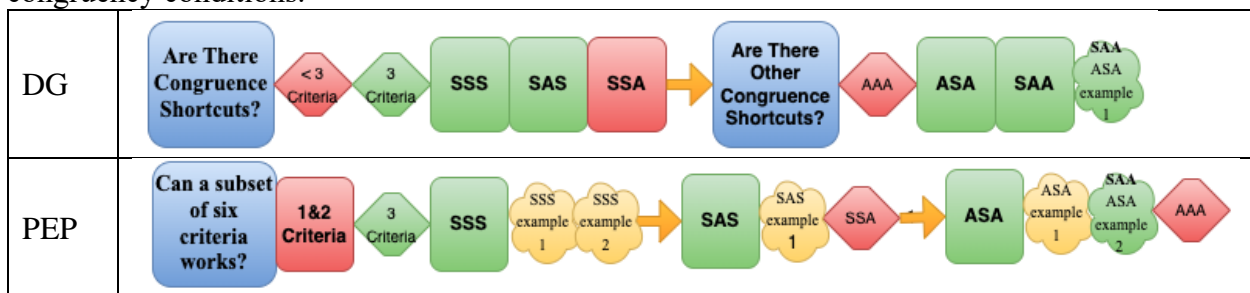 congruency conditions.
DG
Are There
Congruence
Shortcuts?
< 3
Criteria
3
Criteria
SSS
SAS
SSA
Are There
Other
Congruence
Shortcuts?
AAA
ASA
SAA
SAA
ASA
example
1
PEP
Can a subset
of six
criteria
works?
1&2
Criteria
3
Criteria
SSS
SSS
example
1
SSS
example
2
SAS
SAS
example
1
SSA
ASA
ASA
example
1
SAA
ASA
example
2
AAA